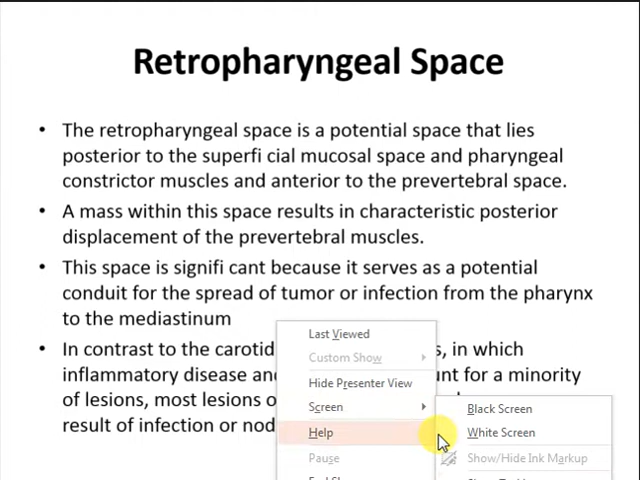 Retropharyngeal Space
• The retropharyngeal space is a potential space that lies
posterior to the superfi cial mucosal space and pharyngeal
constrictor muscles and anterior to the prevertebral space.
• A mass within this space results in characteristic posterior
displacement of the prevertebral muscles.
• This space is signifi cant because it serves as a potential
conduit for the spread of tumor or infection from the pharynx
to the mediastinum
• In contrast to the carotid s, in which
inflammatory disease an unt for a minority
of lesions, most lesions o
result of infection or nod
Last Viewed
Custom Show
Hide Presenter View
Screen
Help
Pause
Black Screen
White Screen
Show/Hide Ink Markup